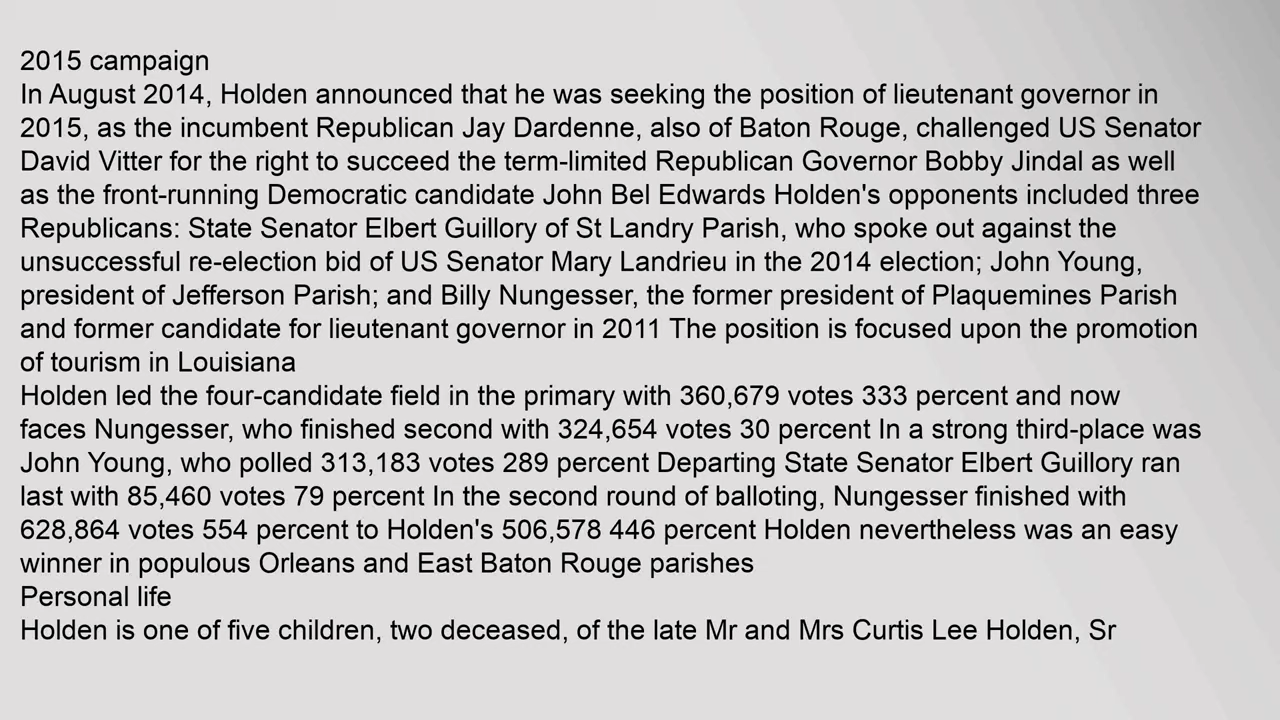 2015 campaign
In August 2014, Holden announced that he was seeking the position of lieutenant governor in
2015, as the incumbent Republican Jay Dardenne, also of Baton Rouge, challenged US Senator
David Vitter for the right to succeed the term-limited Republican Governor Bobby Jindal as well
as the front-running Democratic candidate John Bel Edwards Holden's opponents included three
Republicans: State Senator Elbert Guillory of St Landry Parish, who spoke out against the
unsuccessful re-election bid of US Senator Mary Landrieu in the 2014 election; John Young,
president of Jefferson Parish; and Billy Nungesser, the former president of Plaquemines Parish
and former candidate for lieutenant governor in 2011 The position is focused upon the promotion
of tourism in Louisiana
Holden led the four-candidate field in the primary with 360,679 votes 333 percent and now
faces Nungesser, who finished second with 324,654 votes 30 percent In a strong third-place was
John Young, who polled 313,183 votes 289 percent Departing State Senator Elbert Guillory ran
last with 85,460 votes 79 percent In the second round of balloting, Nungesser finished with
628,864 votes 554 percent to Holden's 506,578 446 percent Holden nevertheless was an easy
winner in populous Orleans and East Baton Rouge parishes
Personal life
Holden is one of five children, two deceased, of the late Mr and Mrs Curtis Lee Holden, Sr